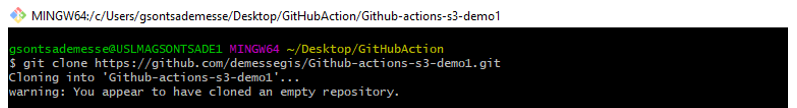 MINGW64:/c/Users/gsontsademesse/Desktop/GitHubAction/Github-actions-s3-demo1
gsontsademesse@USLMAGSONTSADE1 MINGW64 ~/Desktop/GitHubAction
$ git clone https://github.com/demessegis/Github-actions-s3-demo1.git
Cloning into 'Github-actions-s3-demo1'...
warning: You appear to have cloned an empty repository.